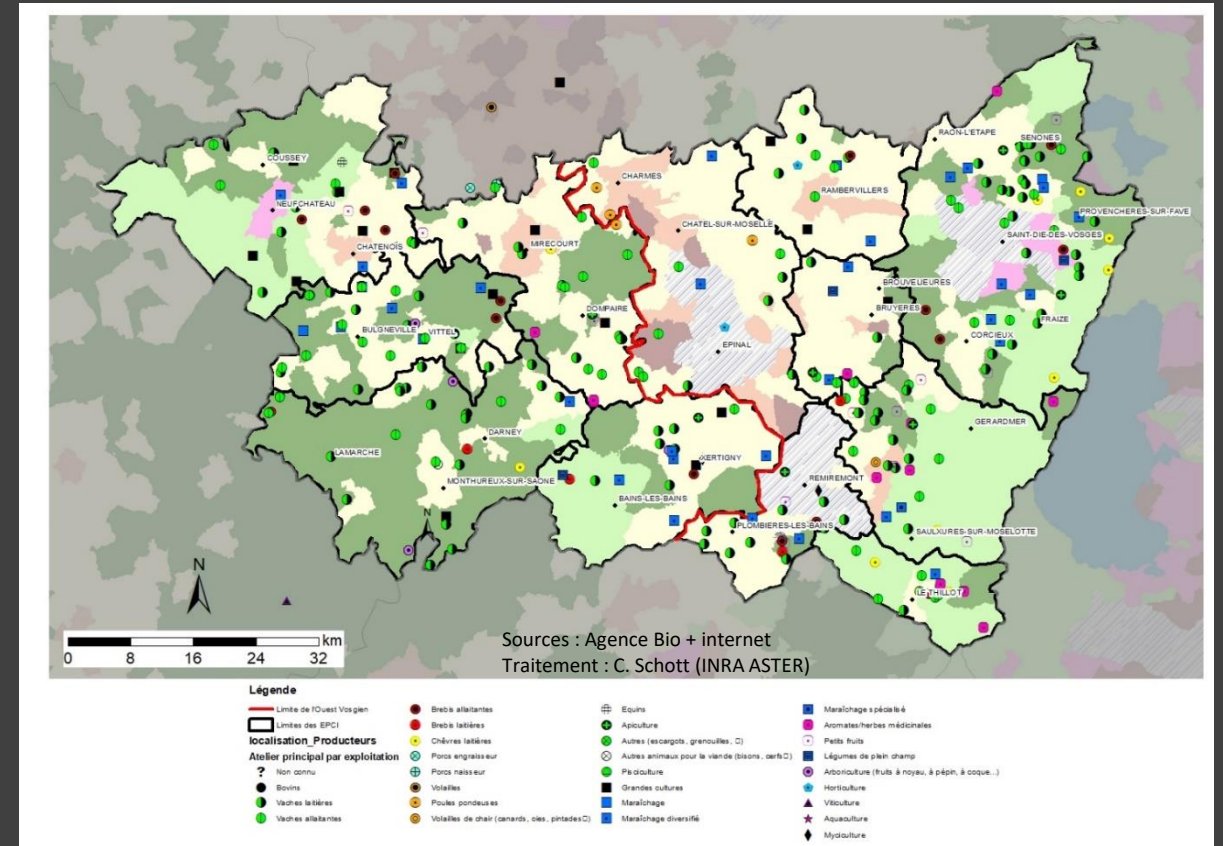 RAON-L'ETAPE
SENONES
COUSSEY
CHARMES
RAMBERVILLERS
NEUFCHATEAU
PROVENCHERES-SUR-FAVE
CHATEL-SUR-MOSELLE
SAINT-DIE-DES-VOSGES
MIRECOURT
CHATENOIS
BROUVELIEURES
DOMPAIRE
BRUYERES
FRAIZE
BULGNEVILLE
VITTEL
CORCIEUX
EPINAL
GERARDMER
DARNEY
LAMARCHE
XERTIGNY
MONTHUREUX-SUR-SAONE
REMIREMONT
BAINS-LES-BAINS
PLOMBIERES-LES-BAINS
SAULXURES-SUR-MOSELOTTE
N
N
LE THILLOT
km
0 8 16 24 32
Sources : Agence Bio + internet
Traitement : C. Schott (INRA ASTER)
Légende
Limite de l'Ouest Vosgien
Limites des EPCI
localisation_Producteurs
Atelier principal par exploitation
? Non connu
Bovins
Vaches laitières
Vaches allaitantes
Brebis allaitantes
Brebis laitières
Chèvres laitières
Porcs engraisseur
Porcs naisseur
Volailles
Poules pondeuses
Volailles de chair (canards, oies, pintades▯)
Equins
Apiculture
Autres (escargots, grenouilles, ▯)
Autres animaux pour la viande (bisons, cerfs▯)
Pisciculture
Grandes cultures
Maraîchage
Maraîchage diversifié
Maraîchage spécialisé
Aromates/herbes médicinales
Petits fruits
Légumes de plein champ
Arboriculture (fruits à noyau, à pépin, à coque...)
Horticulture
Viticulture
Aquaculture
Myciculture